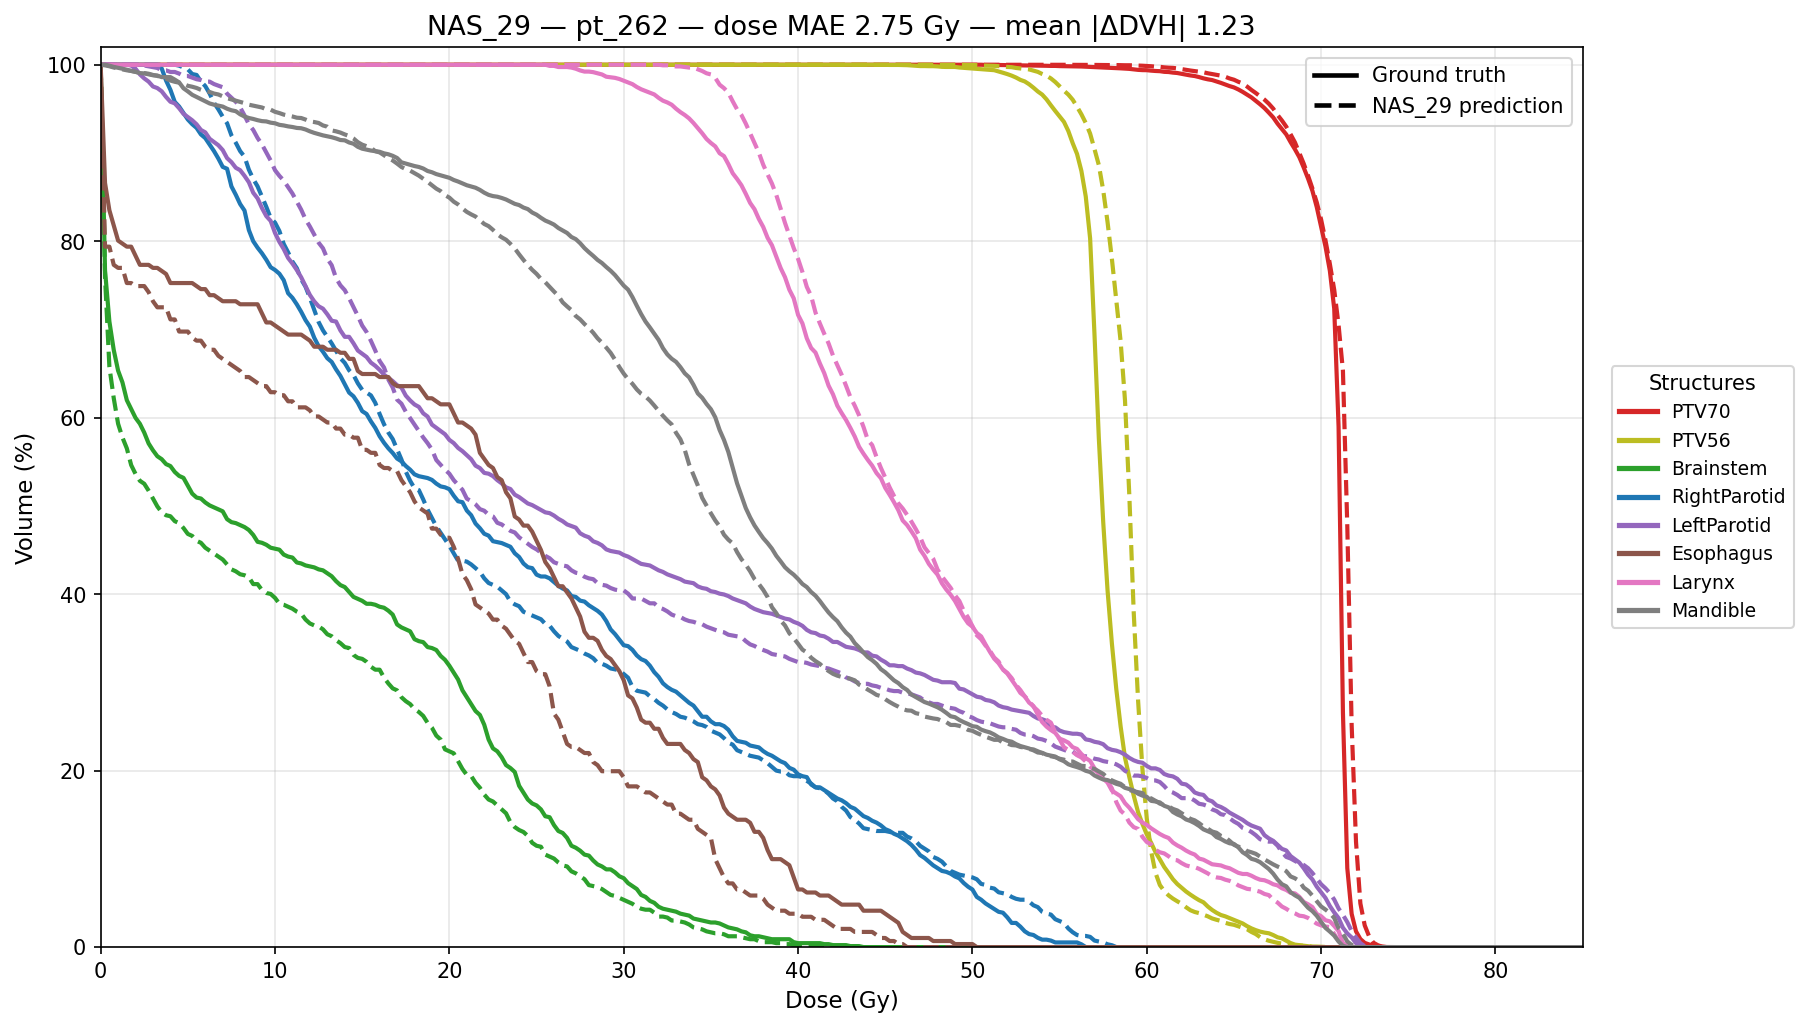 NAS_29 — pt_262 — dose MAE 2.75 Gy — mean |ΔDVH| 1.23
Ground truth
NAS_29 prediction
Structures
PTV70
PTV56
Brainstem
RightParotid
LeftParotid
Esophagus
Larynx
Mandible
Volume (%)
100
80
60
40
20
0
0 10 20 30 40 50 60 70 80
Dose (Gy)